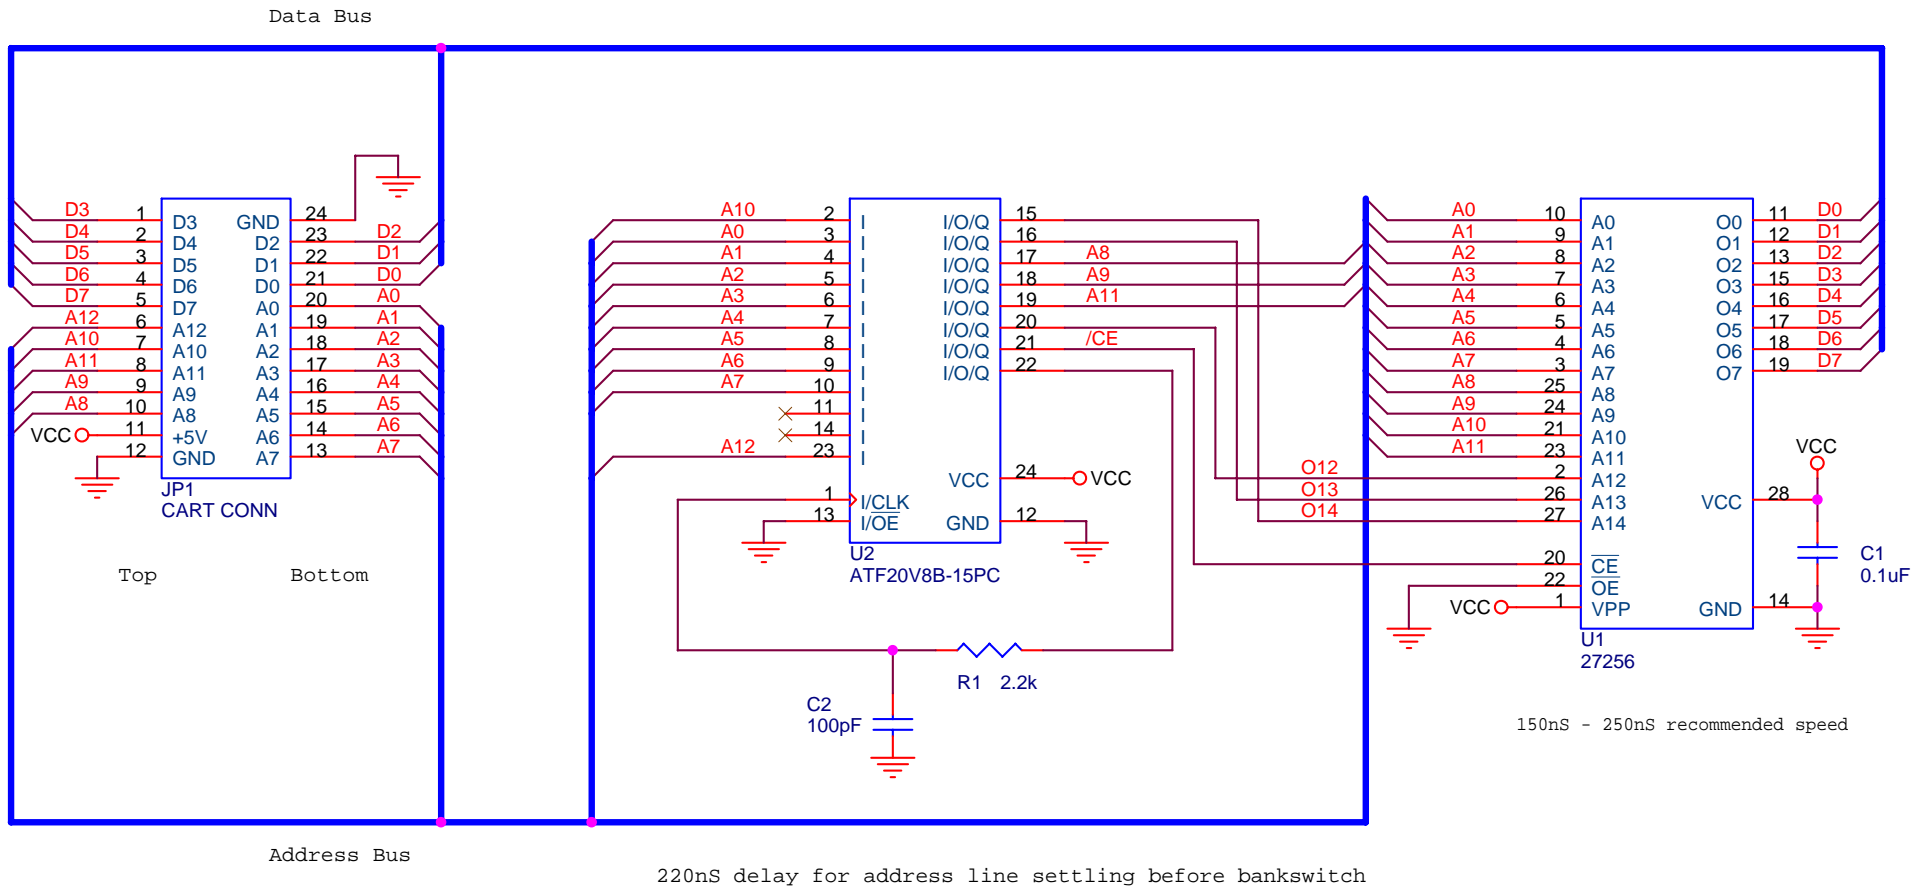 Data Bus
D3 1 D3 GND 24
D4 2 D4 D2 23 D2
D5 3 D5 D1 22 D1
D6 4 D6 D0 21 D0
D7 5 D7 A0 20 A0
A12 6 A12 A1 19 A1
A10 7 A10 A2 18 A2
A11 8 A11 A3 17 A3
A9 9 A9 A4 16 A4
A8 10 A8 A5 15 A5
VCC 11 +5V A6 14 A6
12 GND A7 13 A7
JP1
CART CONN
Top Bottom
A10 2 I I/O/Q 15
A0 3 I I/O/Q 16
A1 4 I I/O/Q 17 A8
A2 5 I I/O/Q 18 A9
A3 6 I I/O/Q 19 A11
A4 7 I I/O/Q 20
A5 8 I I/O/Q 21 /CE
A6 9 I I/O/Q 22
A7 10 I
11 I
14 I
A12 23 I
VCC 24 VCC
1 I/CLK
13 I/OE GND 12
U2
ATF20V8B-15PC
R1 2.2k
C2
100pF
A0 10 A0 O0 11 D0
A1 9 A1 O1 12 D1
A2 8 A2 O2 13 D2
A3 7 A3 O3 15 D3
A4 6 A4 O4 16 D4
A5 5 A5 O5 17 D5
A6 4 A6 O6 18 D6
A7 3 A7 O7 19 D7
A8 25 A8
A9 24 A9
A10 21 A10
A11 23 A11
O12 2 A12
O13 26 A13 VCC 28
O14 27 A14
20 CE
22 OE
VCC 1 VPP GND 14
U1
27256
VCC
C1
0.1uF
150nS - 250nS recommended speed
Address Bus
220nS delay for address line settling before bankswitch